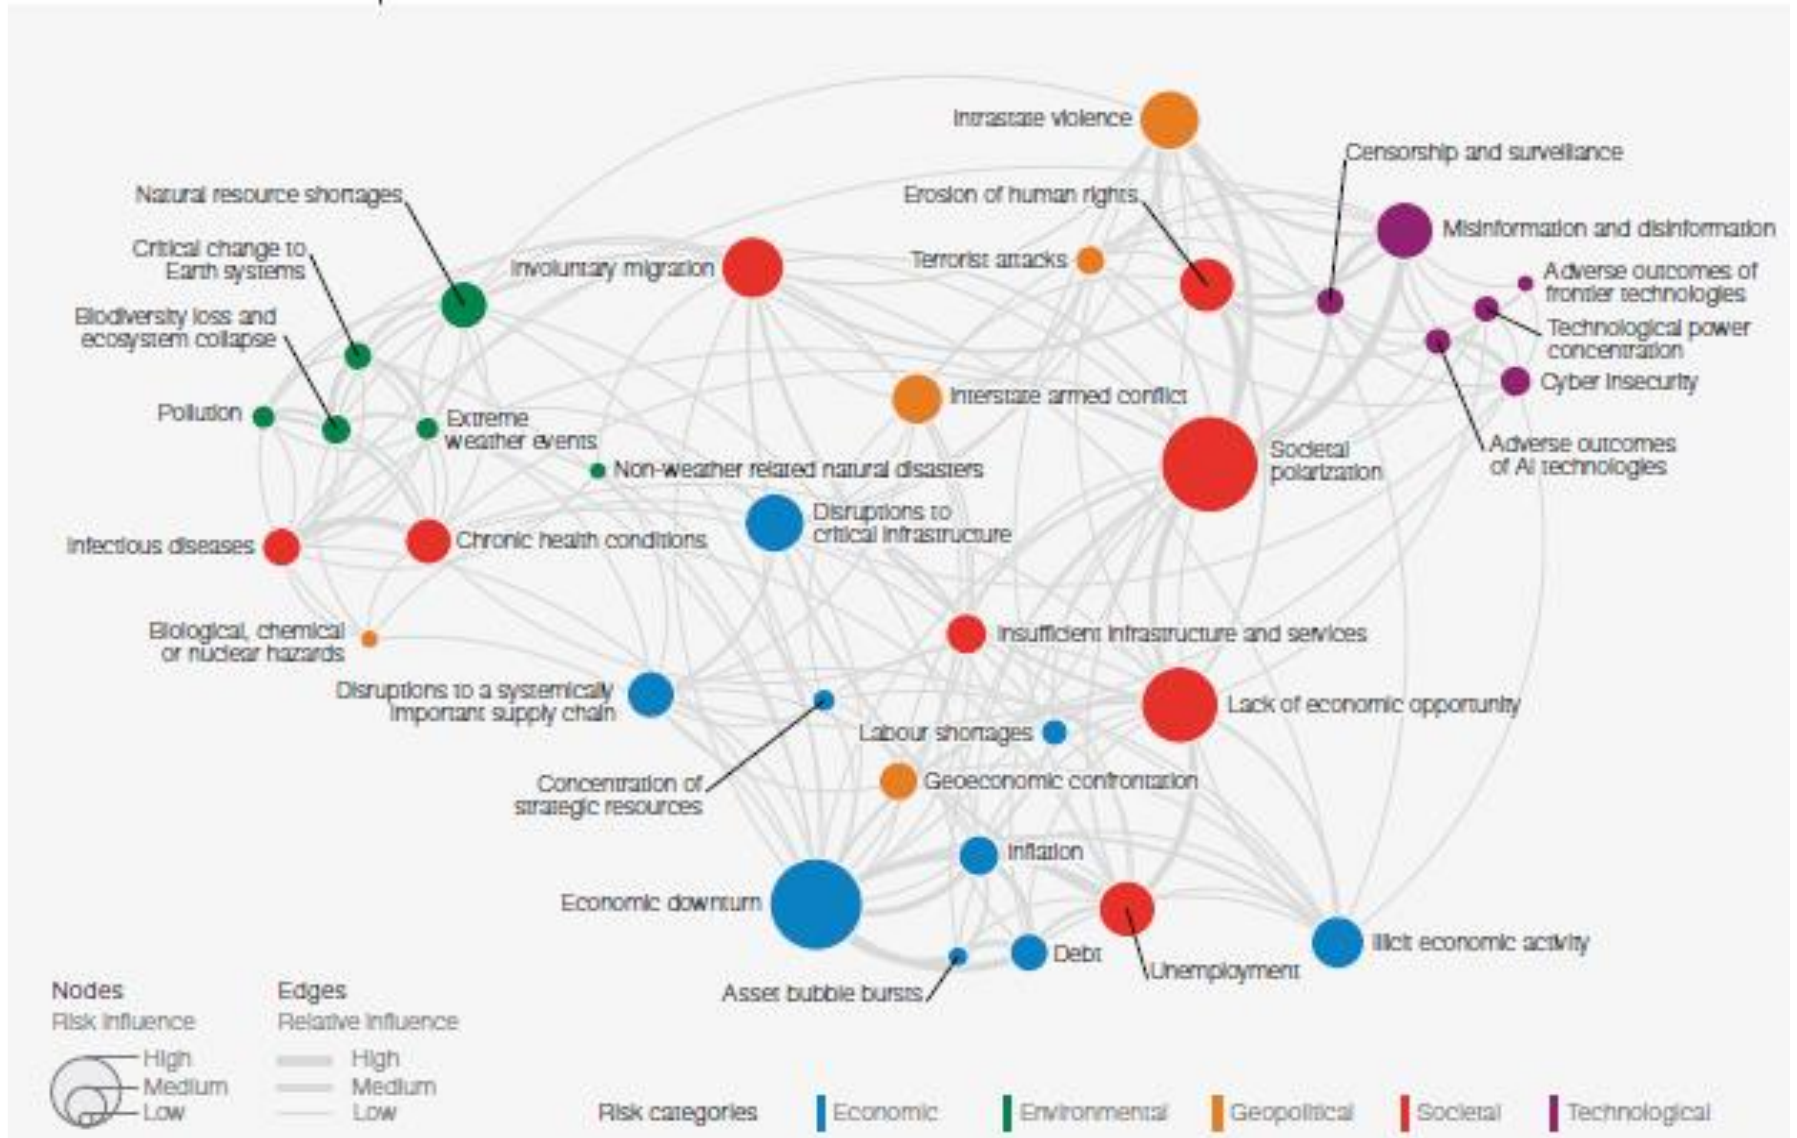 Intrastate violence
Censorship and surveillance
Natural resource shortages
Erosion of human rights
Misinformation and disinformation
Critical change to
Earth systems
Involuntary migration
Terrorist attacks
Adverse outcomes of
frontier technologies
Biodiversity loss and
ecosystem collapse
Technological power
concentration
Interstate armed conflict
Cyber insecurity
Pollution
Extreme
weather events
Societal
polarization
Adverse outcomes
of AI technologies
Non-weather related natural disasters
Disruptions to
critical infrastructure
Infectious diseases
Chronic health conditions
Biological, chemical
or nuclear hazards
Insufficient infrastructure and services
Disruptions to a systemically
important supply chain
Lack of economic opportunity
Labour shortages
Concentration of
strategic resources
Geoeconomic confrontation
Inflation
Economic downturn
Illicit economic activity
Debt
Unemployment
Asset bubble bursts
Nodes
Risk influence
High
Medium
Low
Edges
Relative influence
High
Medium
Low
Risk categories
Economic
Environmental
Geopolitical
Societal
Technological